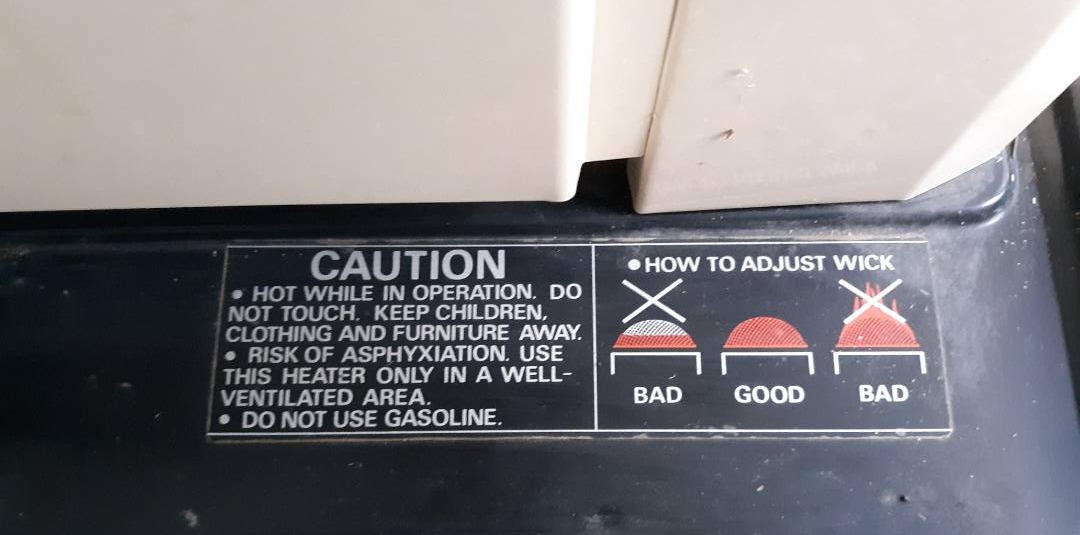 CAUTION
• HOT WHILE IN OPERATION. DO
NOT TOUCH. KEEP CHILDREN,
CLOTHING AND FURNITURE AWAY.
• RISK OF ASPHYXIATION. USE
THIS HEATER ONLY IN A WELL-
VENTILATED AREA.
• DO NOT USE GASOLINE.
• HOW TO ADJUST WICK
BAD GOOD BAD